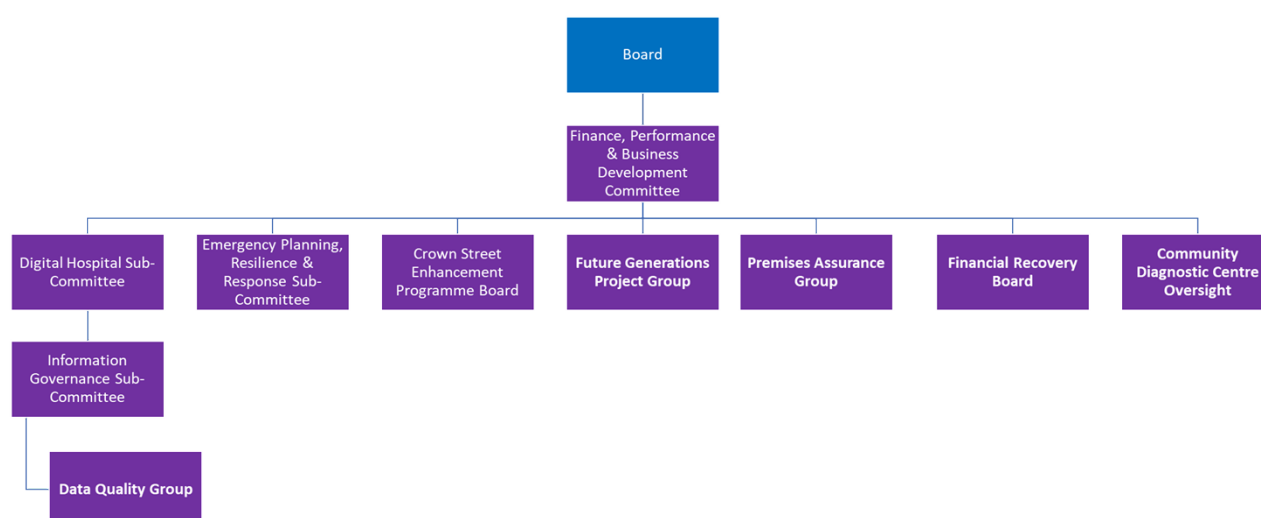 Board
Finance, Performance
& Business
Development
Committee
Digital Hospital Sub-
Committee
Emergency Planning,
Resilience &
Response Sub-
Committee
Crown Street
Enhancement
Programme Board
Future Generations
Project Group
Premises Assurance
Group
Financial Recovery
Board
Community
Diagnostic Centre
Oversight
Information
Governance Sub-
Committee
Data Quality Group